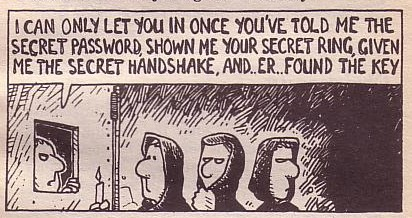 I CAN ONLY LET YOU IN ONCE YOU'VE TOLD ME THE
SECRET PASSWORD, SHOWN ME YOUR SECRET RING, GIVEN
ME THE SECRET HANDSHAKE, AND..ER..FOUND THE KEY